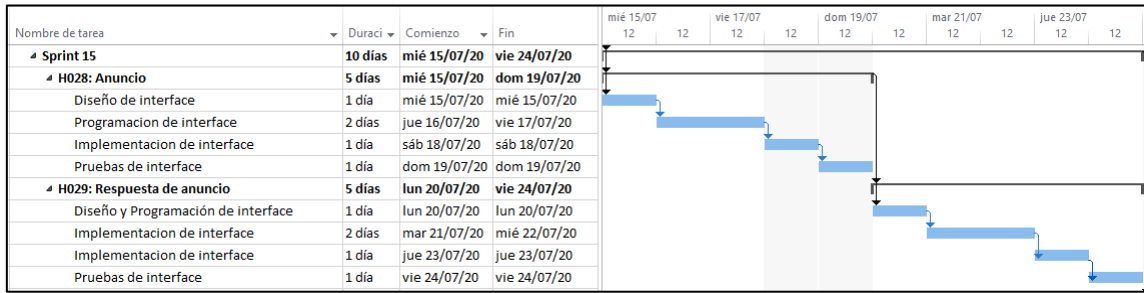 mié 15/07 vie 17/07 dom 19/07 mar 21/07 jue 23/07
Nombre de tarea Duraci Comienzo Fin 12 12 12 12 12 12 12 12 12 12
Sprint 15 10 días mié 15/07/20 vie 24/07/20
H028: Anuncio 5 días mié 15/07/20 dom 19/07/20
Diseño de interface 1 día mié 15/07/20 mié 15/07/20
Programacion de interface 2 días jue 16/07/20 vie 17/07/20
Implementacion de interface 1 día sáb 18/07/20 sáb 18/07/20
Pruebas de interface 1 día dom 19/07/20 dom 19/07/20
H029: Respuesta de anuncio 5 días lun 20/07/20 vie 24/07/20
Diseño y Programación de interface 1 día lun 20/07/20 lun 20/07/20
Implementacion de interface 2 días mar 21/07/20 mié 22/07/20
Implementacion de interface 1 día jue 23/07/20 jue 23/07/20
Pruebas de interface 1 día vie 24/07/20 vie 24/07/20